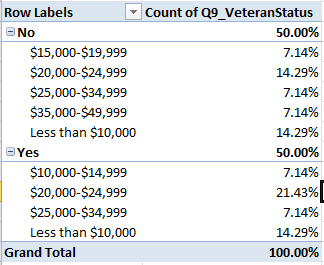 Row Labels Count of Q9_VeteranStatus
No 50.00%
$15,000-$19,999 7.14%
$20,000-$24,999 14.29%
$25,000-$34,999 7.14%
$35,000-$49,999 7.14%
Less than $10,000 14.29%
Yes 50.00%
$10,000-$14,999 7.14%
$20,000-$24,999 21.43%
$25,000-$34,999 7.14%
Less than $10,000 14.29%
Grand Total 100.00%